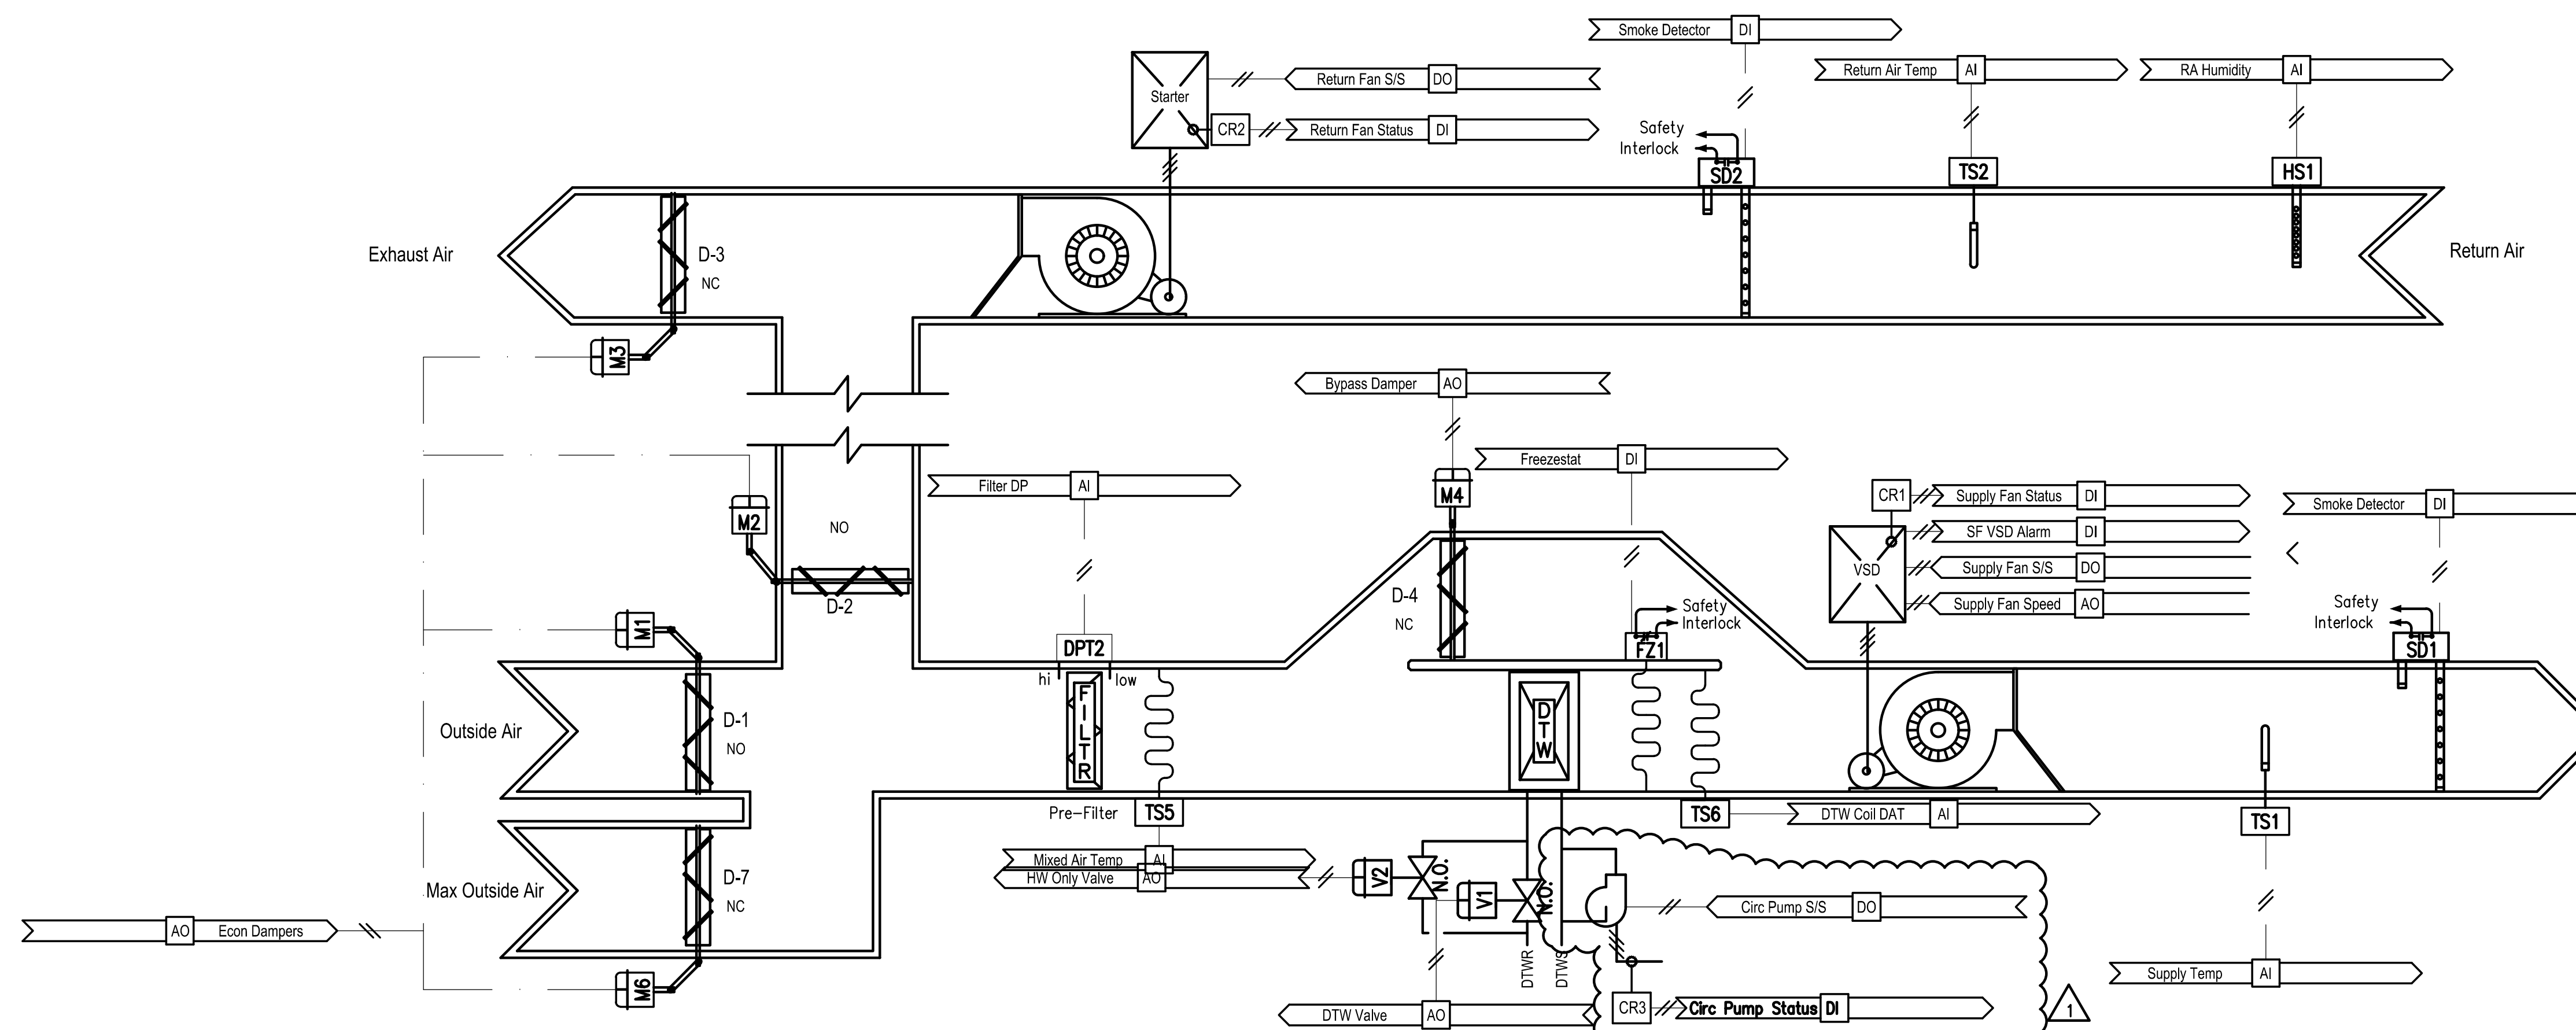 Smoke Detector DI
Return Air Temp AI
RA Humidity AI
Starter
Return Fan S/S DO
CR2
Return Fan Status DI
Safety
Interlock
SD2
TS2
HS1
Exhaust Air
D-3
NC
Return Air
M3
Bypass Damper AO
Freezestat DI
Filter DP AI
M4
M2
NO
D-2
CR1
Supply Fan Status DI
SF VSD Alarm DI
VSD
Supply Fan S/S DO
Supply Fan Speed AO
Smoke Detector DI
D-4
NC
Safety
Interlock
FZ1
Safety
Interlock
SD1
M1
DPT2
hi
low
FILTR
DTW
Outside Air
D-1
NO
Pre-Filter
TS5
TS6
DTW Coil DAT AI
TS1
Mixed Air Temp AI
HW Only Valve AO
V2
N.O.
V1
N.O.
Max Outside Air
D-7
NC
AO Econ Dampers
M6
Circ Pump S/S DO
DTWR
DTWS
Supply Temp AI
DTW Valve AO
CR3
Circ Pump Status DI
1